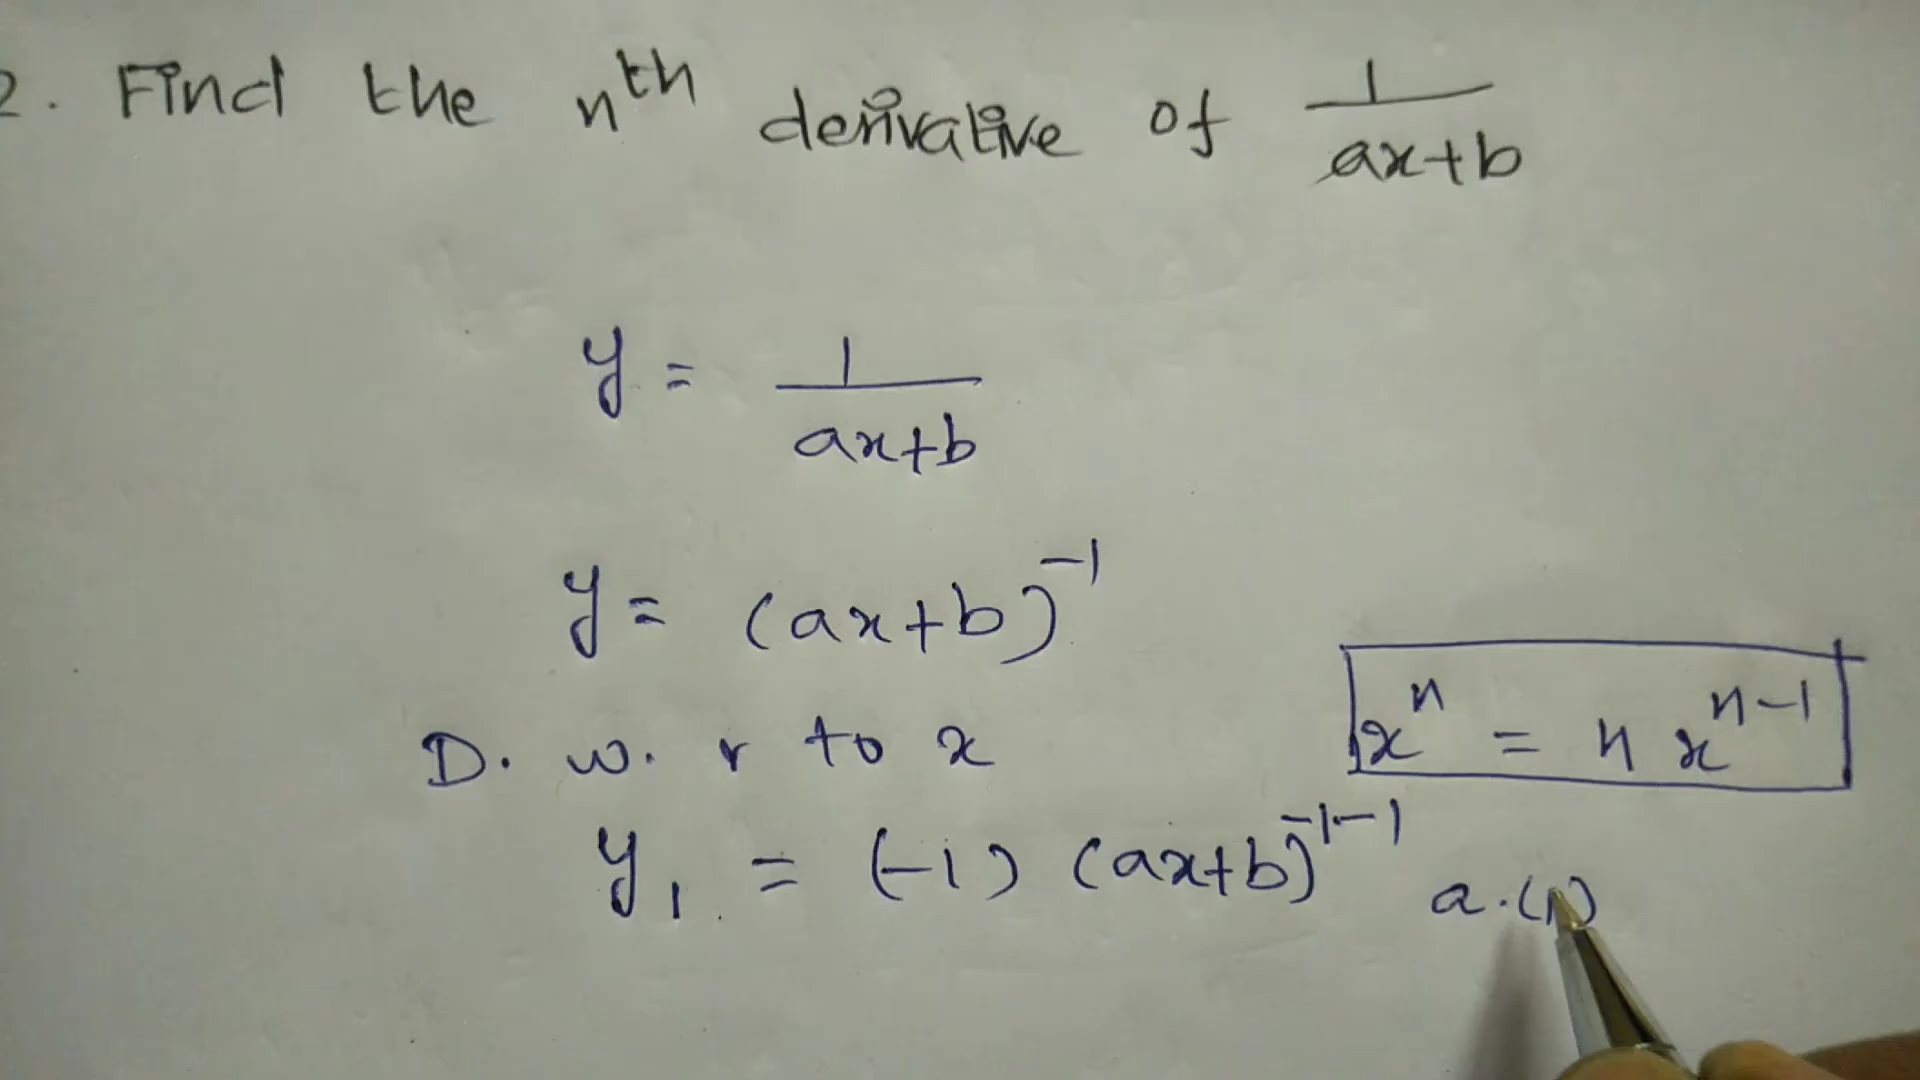 2. Find the nth derivative of 1/(ax+b)
y = 1/(ax+b)
y = (ax+b)^-1
D. w. r to x
x^n = n x^(n-1)
y₁ = (-1) (ax+b)^(-1-1) a.(1)